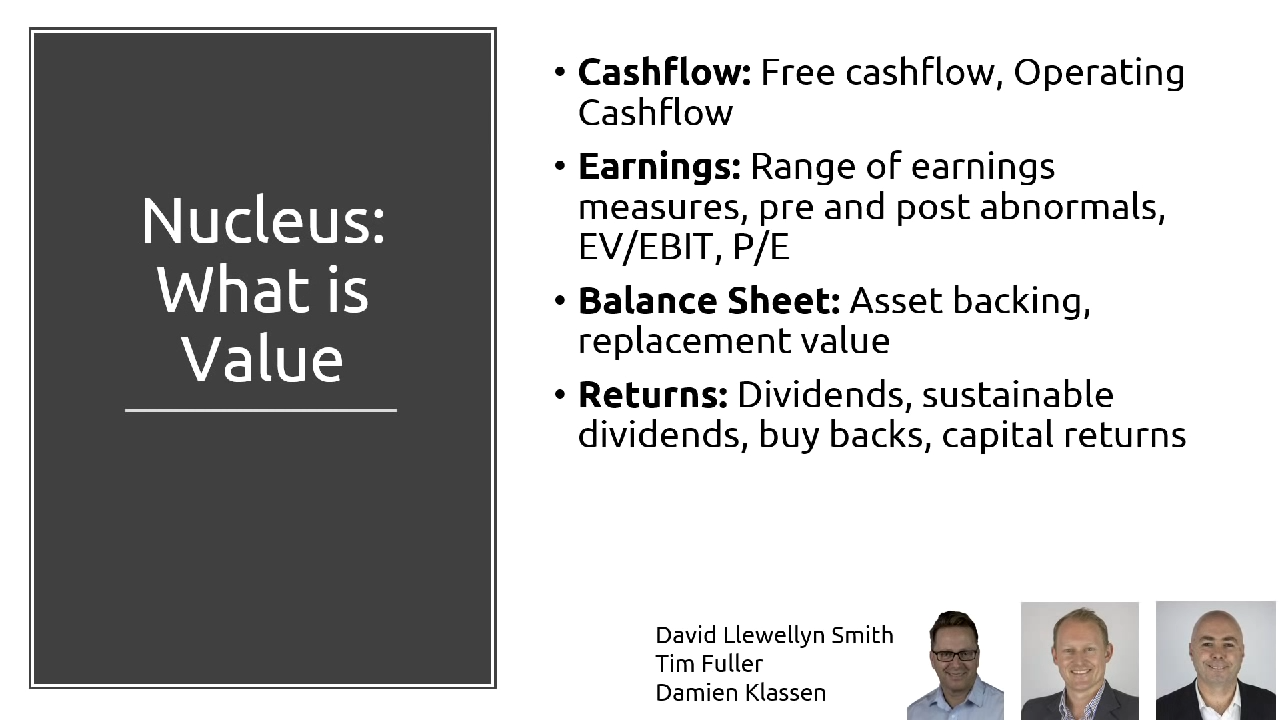 Nucleus:
What is
Value
• Cashflow: Free cashflow, Operating
Cashflow
• Earnings: Range of earnings
measures, pre and post abnormals,
EV/EBIT, P/E
• Balance Sheet: Asset backing,
replacement value
• Returns: Dividends, sustainable
dividends, buy backs, capital returns
David Llewellyn Smith
Tim Fuller
Damien Klassen